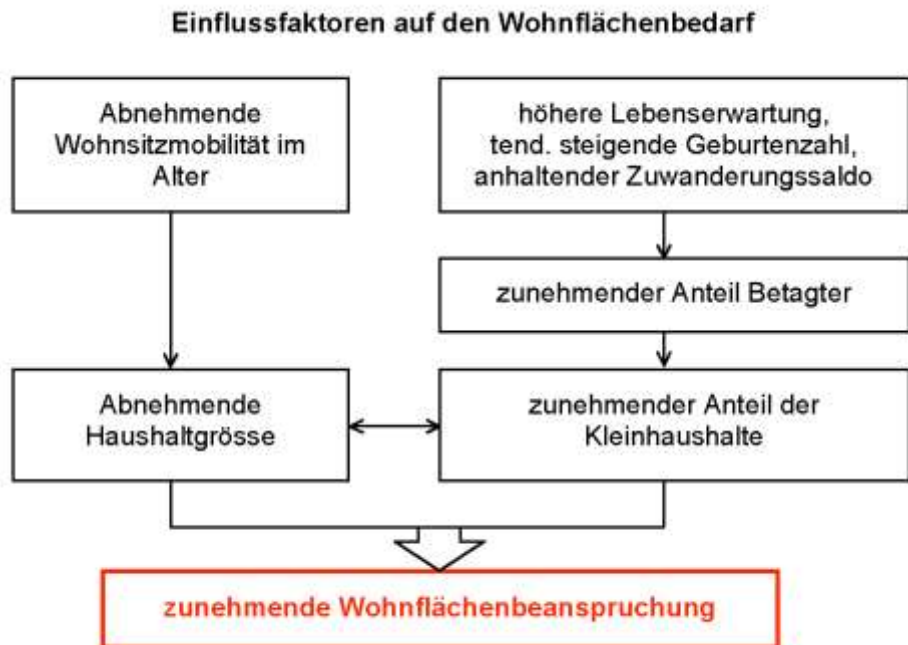 Einflussfaktoren auf den Wohnflächenbedarf
Abnehmende
Wohnsitzmobilität im
Alter
höhere Lebenserwartung,
tend. steigende Geburtenzahl,
anhaltender Zuwanderungssaldo
zunehmender Anteil Betagter
Abnehmende
Haushaltgrösse
zunehmender Anteil der
Kleinhaushalte
zunehmende Wohnflächenbeanspruchung